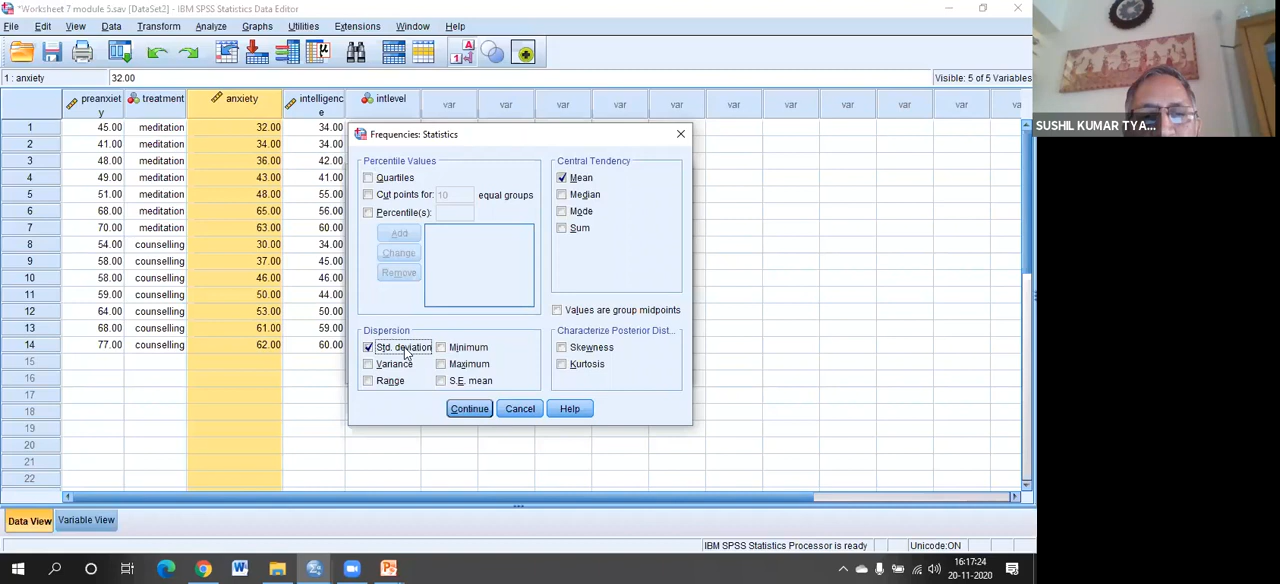 *Worksheet 7 module 5.sav [DataSet2] - IBM SPSS Statistics Data Editor
File Edit View Data Transform Analyze Graphs Utilities Extensions Window Help
1 : anxiety 32.00 Visible: 5 of 5 Variables
preanxiety treatment anxiety intelligence intlevel var var var var var var var var var var va
1 45.00 meditation 32.00 34.00
2 41.00 meditation 34.00 34.00
3 48.00 meditation 36.00 42.00
4 49.00 meditation 43.00 41.00
5 51.00 meditation 48.00 55.00
6 68.00 meditation 65.00 56.00
7 70.00 meditation 63.00 60.00
8 54.00 counselling 30.00 34.00
9 58.00 counselling 37.00 45.00
10 58.00 counselling 46.00 46.00
11 59.00 counselling 50.00 44.00
12 64.00 counselling 53.00 50.00
13 68.00 counselling 61.00 59.00
14 77.00 counselling 62.00 60.00
15
16
17
18
19
20
21
22
Frequencies: Statistics
Percentile Values
Quartiles
Cut points for: 10 equal groups
Percentile(s):
Add
Change
Remove
Central Tendency
Mean
Median
Mode
Sum
Values are group midpoints
Dispersion
Std. deviation Minimum
Variance Maximum
Range S.E. mean
Characterize Posterior Dist...
Skewness
Kurtosis
Continue Cancel Help
Data View Variable View
IBM SPSS Statistics Processor is ready Unicode:ON
16:17:24
20-11-2020
SUSHIL KUMAR TYA...